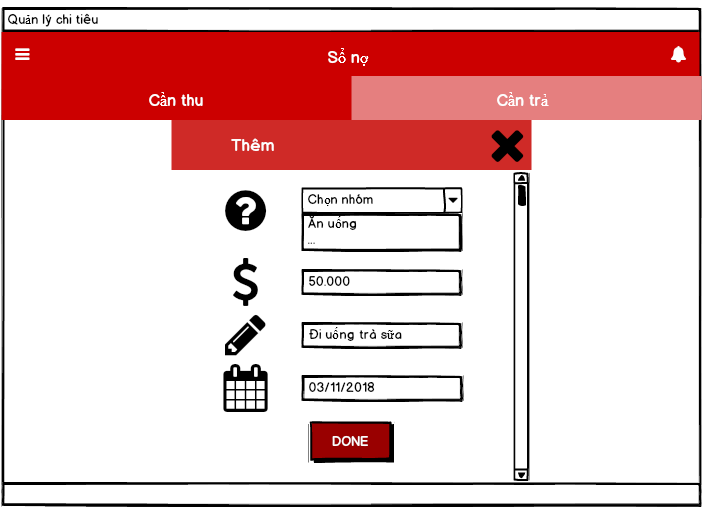 Quản lý chi tiêu
Sổ nợ
Cần thu
Cần trả
Thêm
Chọn nhóm
Ăn uống
...
50.000
Đi uống trà sữa
03/11/2018
DONE